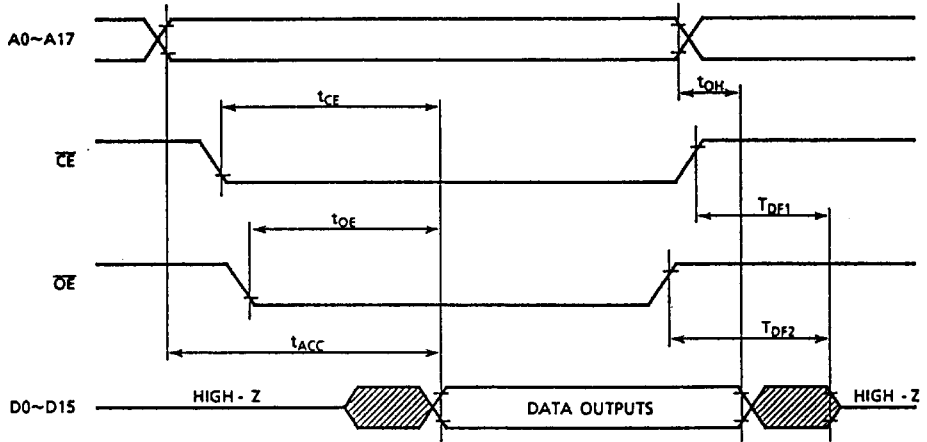 A0~A17
tOH
tCE
CE
TDF1
tOE
OE
TDF2
tACC
D0~D15 HIGH - Z DATA OUTPUTS HIGH - Z